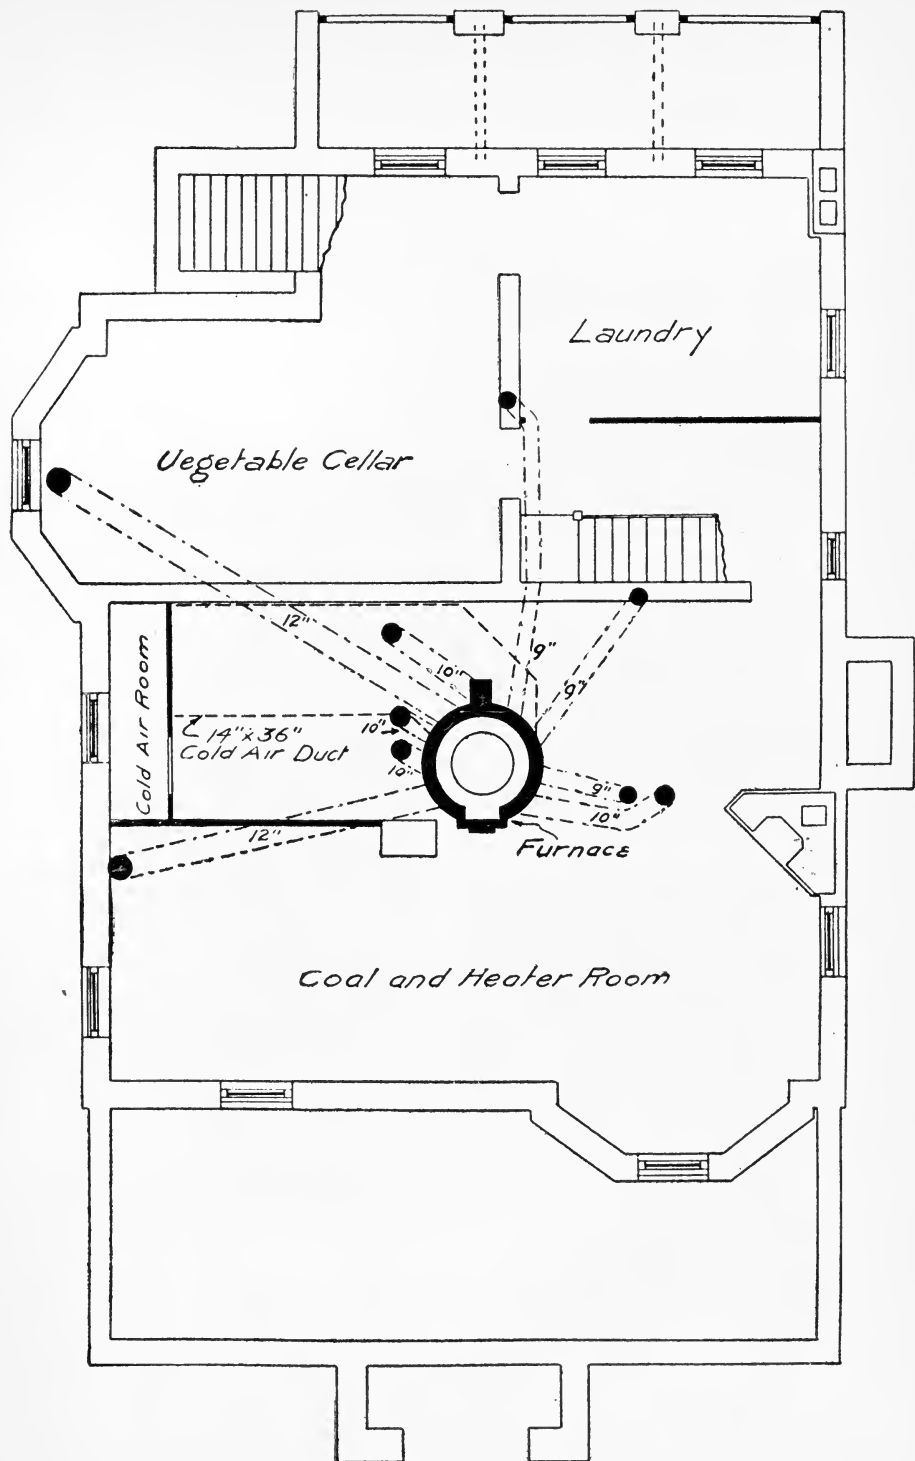 Laundry
Vegetable Cellar
12"
10"
9"
9"
Cold Air Room
14"x36"
Cold Air Duct
10"
10"
9"
10"
12"
Furnace
Coal and Heater Room